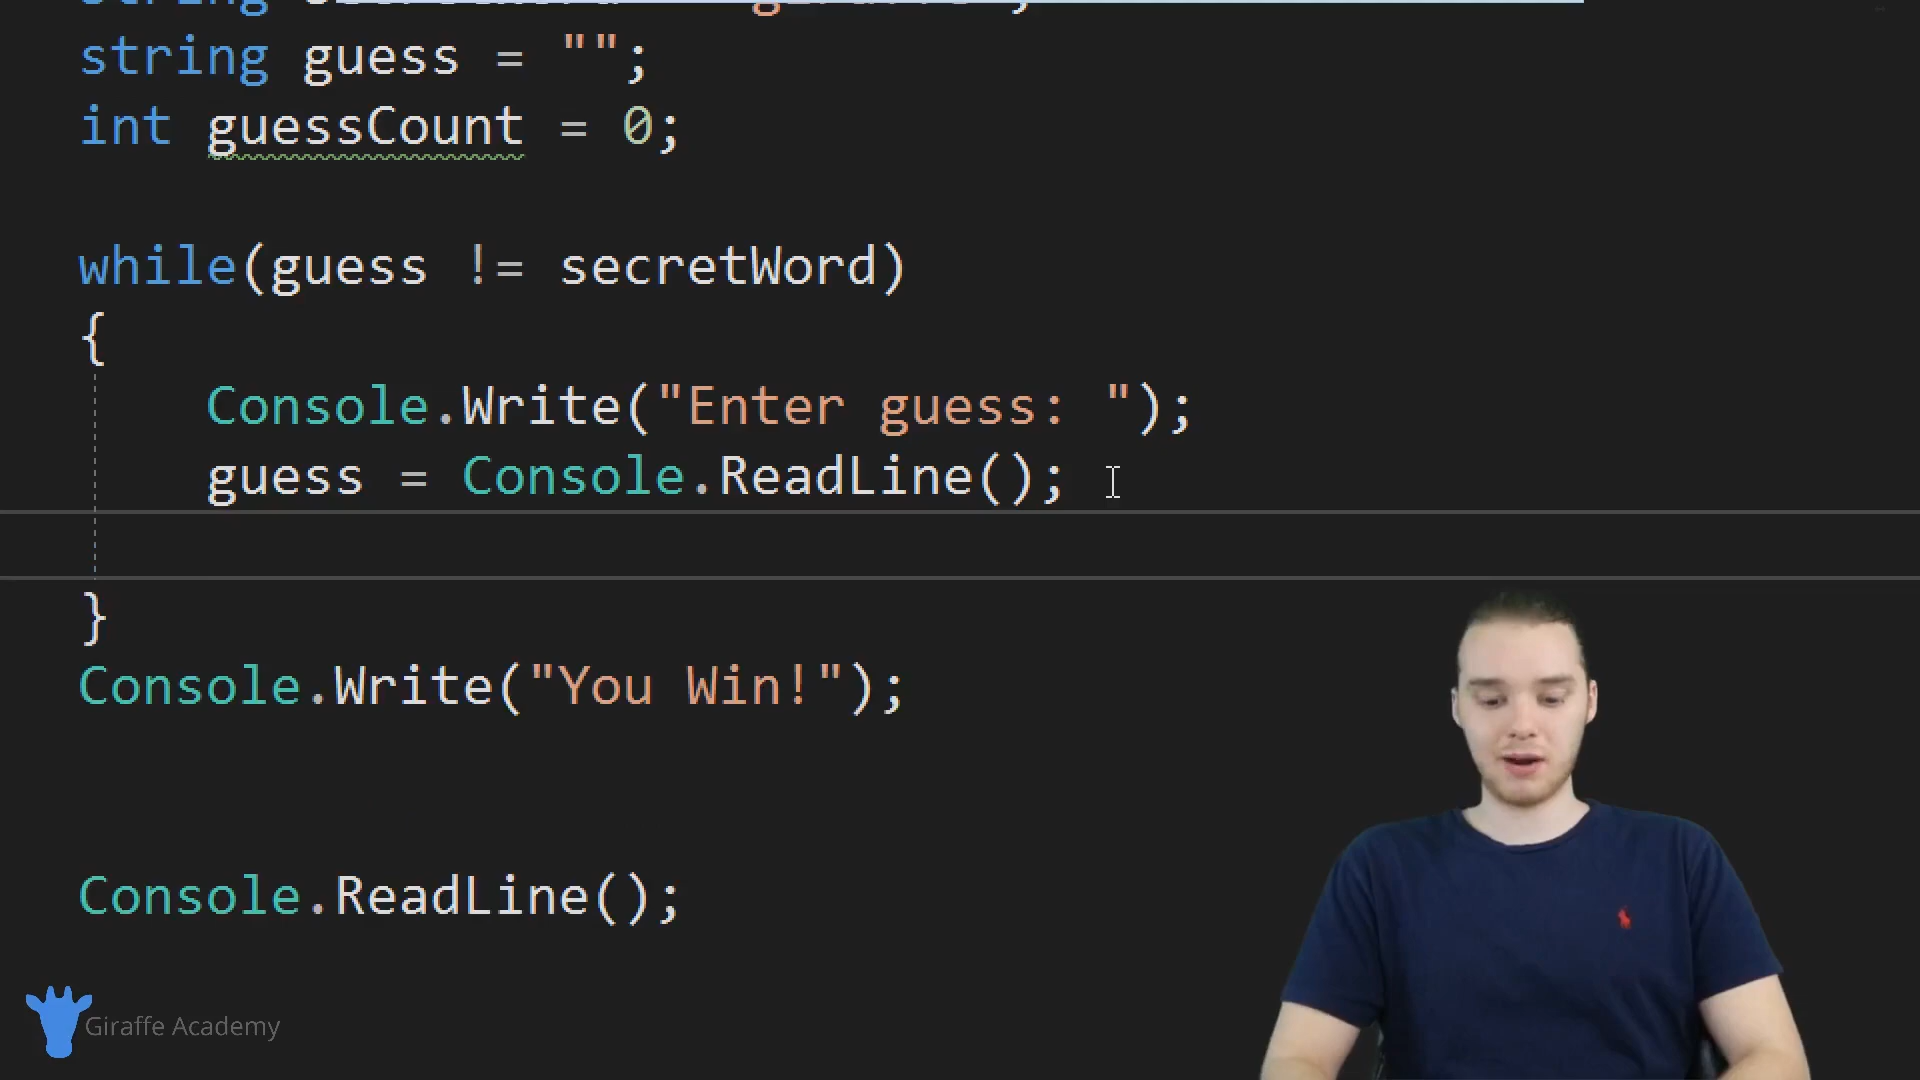 string guess = "";
int guessCount = 0;
while(guess != secretWord)
{
Console.Write("Enter guess: ");
guess = Console.ReadLine();
}
Console.Write("You Win!");
Console.ReadLine();
Giraffe Academy